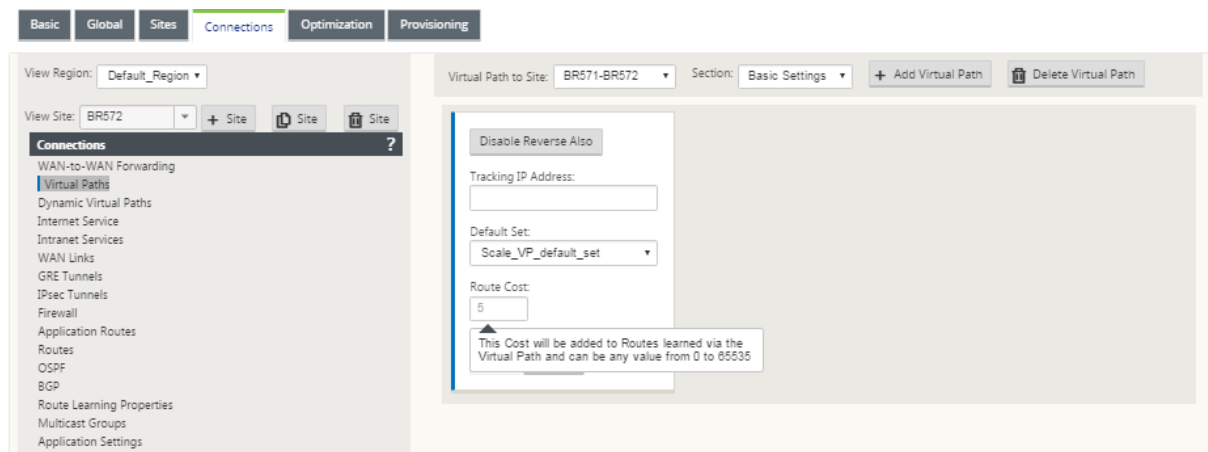 Basic Global Sites Connections Optimization Provisioning
View Region: Default_Region
Virtual Path to Site: BR571-BR572 Section: Basic Settings + Add Virtual Path Delete Virtual Path
View Site: BR572 + Site Site Site
Connections ?
WAN-to-WAN Forwarding
Virtual Paths
Dynamic Virtual Paths
Internet Service
Intranet Services
WAN Links
GRE Tunnels
IPsec Tunnels
Firewall
Application Routes
Routes
OSPF
BGP
Route Learning Properties
Multicast Groups
Application Settings
Disable Reverse Also
Tracking IP Address:
Default Set:
Scale_VP_default_set
Route Cost:
5
This Cost will be added to Routes learned via the
Virtual Path and can be any value from 0 to 65535